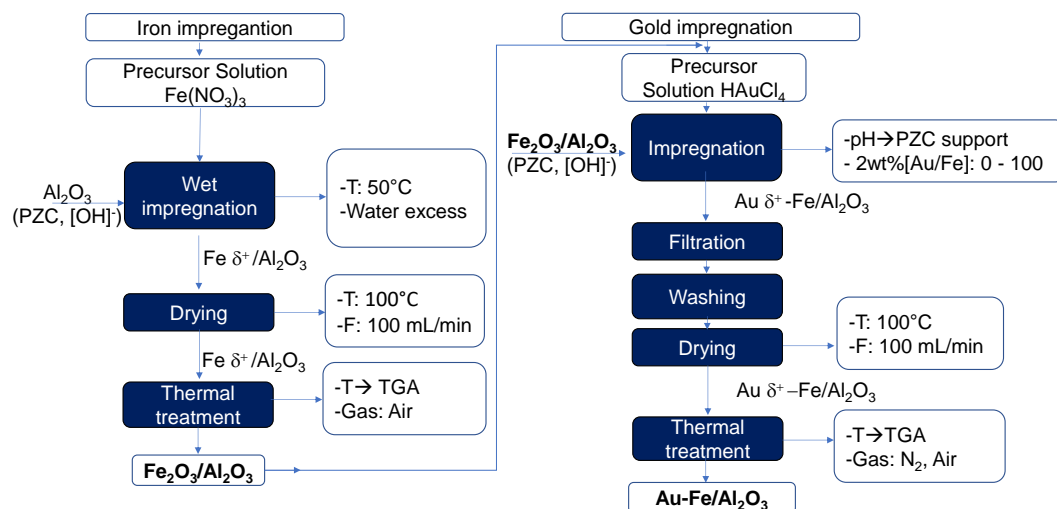 Iron impregantion
Precursor Solution
Fe(NO₃)₃
Al₂O₃
(PZC, [OH]⁻)
Wet
impregnation
-T: 50°C
-Water excess
Fe δ⁺/Al₂O₃
Drying
-T: 100°C
-F: 100 mL/min
Fe δ⁺/Al₂O₃
Thermal
treatment
-T→ TGA
-Gas: Air
Fe₂O₃/Al₂O₃
Gold impregnation
Precursor
Solution HAuCl₄
Fe₂O₃/Al₂O₃
(PZC, [OH]⁻)
Impregnation
-pH→PZC support
- 2wt%[Au/Fe]: 0 - 100
Au δ⁺-Fe/Al₂O₃
Filtration
Washing
Drying
-T: 100°C
-F: 100 mL/min
Au δ⁺–Fe/Al₂O₃
Thermal
treatment
-T→TGA
-Gas: N₂, Air
Au-Fe/Al₂O₃